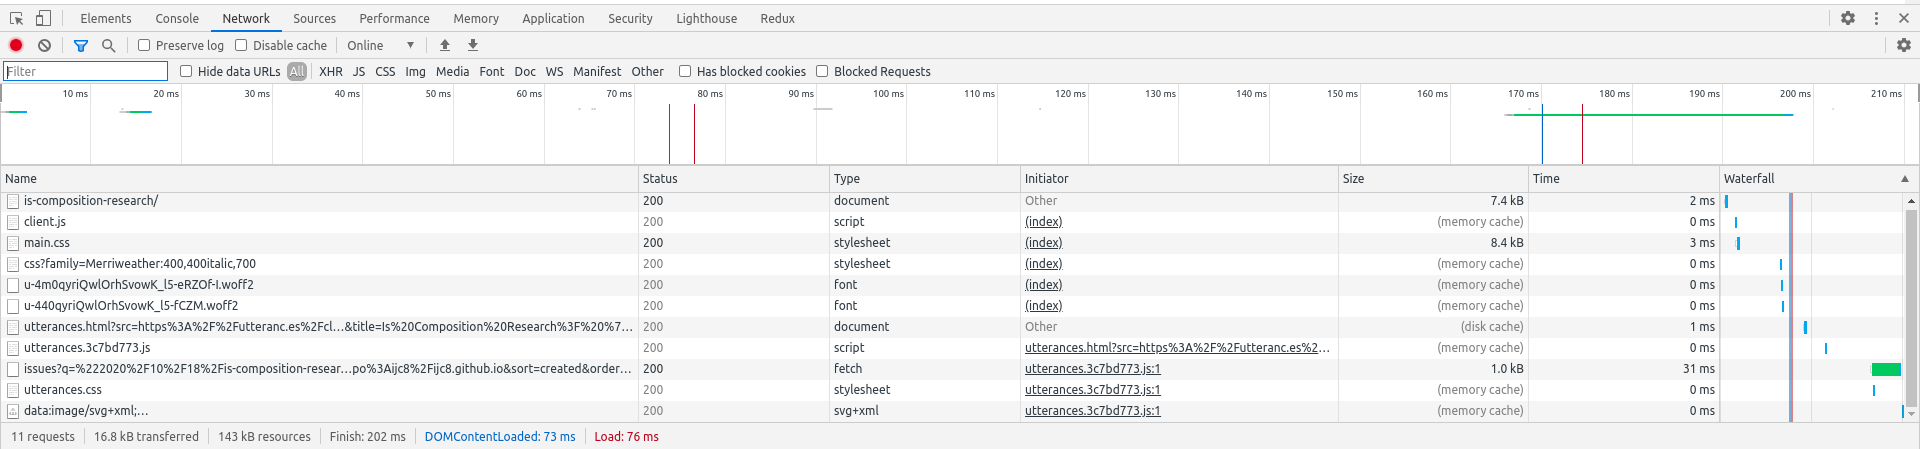 Elements Console Network Sources Performance Memory Application Security Lighthouse Redux
Preserve log Disable cache Online
Filter Hide data URLs All XHR JS CSS Img Media Font Doc WS Manifest Other Has blocked cookies Blocked Requests
10 ms 20 ms 30 ms 40 ms 50 ms 60 ms 70 ms 80 ms 90 ms 100 ms 110 ms 120 ms 130 ms 140 ms 150 ms 160 ms 170 ms 180 ms 190 ms 200 ms 210 ms
Name Status Type Initiator Size Time Waterfall
is-composition-research/ 200 document Other 7.4 kB 2 ms
client.js 200 script (index) (memory cache) 0 ms
main.css 200 stylesheet (index) 8.4 kB 3 ms
css?family=Merriweather:400,400italic,700 200 stylesheet (index) (memory cache) 0 ms
u-4m0qyriQwlOrhSvowK_l5-eRZOf-I.woff2 200 font (index) (memory cache) 0 ms
u-440qyriQwlOrhSvowK_l5-fCZM.woff2 200 font (index) (memory cache) 0 ms
utterances.html?src=https%3A%2F%2Futteranc.es%2Fcl…&title=Is%20Composition%20Research%3F%20%7… 200 document Other (disk cache) 1 ms
utterances.3c7bd773.js 200 script utterances.html?src=https%3A%2F%2Futteranc.es%2… (memory cache) 0 ms
issues?q=%222020%2F10%2F18%2Fis-composition-resear…po%3Aijc8%2Fijc8.github.io&sort=created&order… 200 fetch utterances.3c7bd773.js:1 1.0 kB 31 ms
utterances.css 200 stylesheet utterances.3c7bd773.js:1 (memory cache) 0 ms
data:image/svg+xml;… 200 svg+xml utterances.3c7bd773.js:1 (memory cache) 0 ms
11 requests 16.8 kB transferred 143 kB resources Finish: 202 ms DOMContentLoaded: 73 ms Load: 76 ms